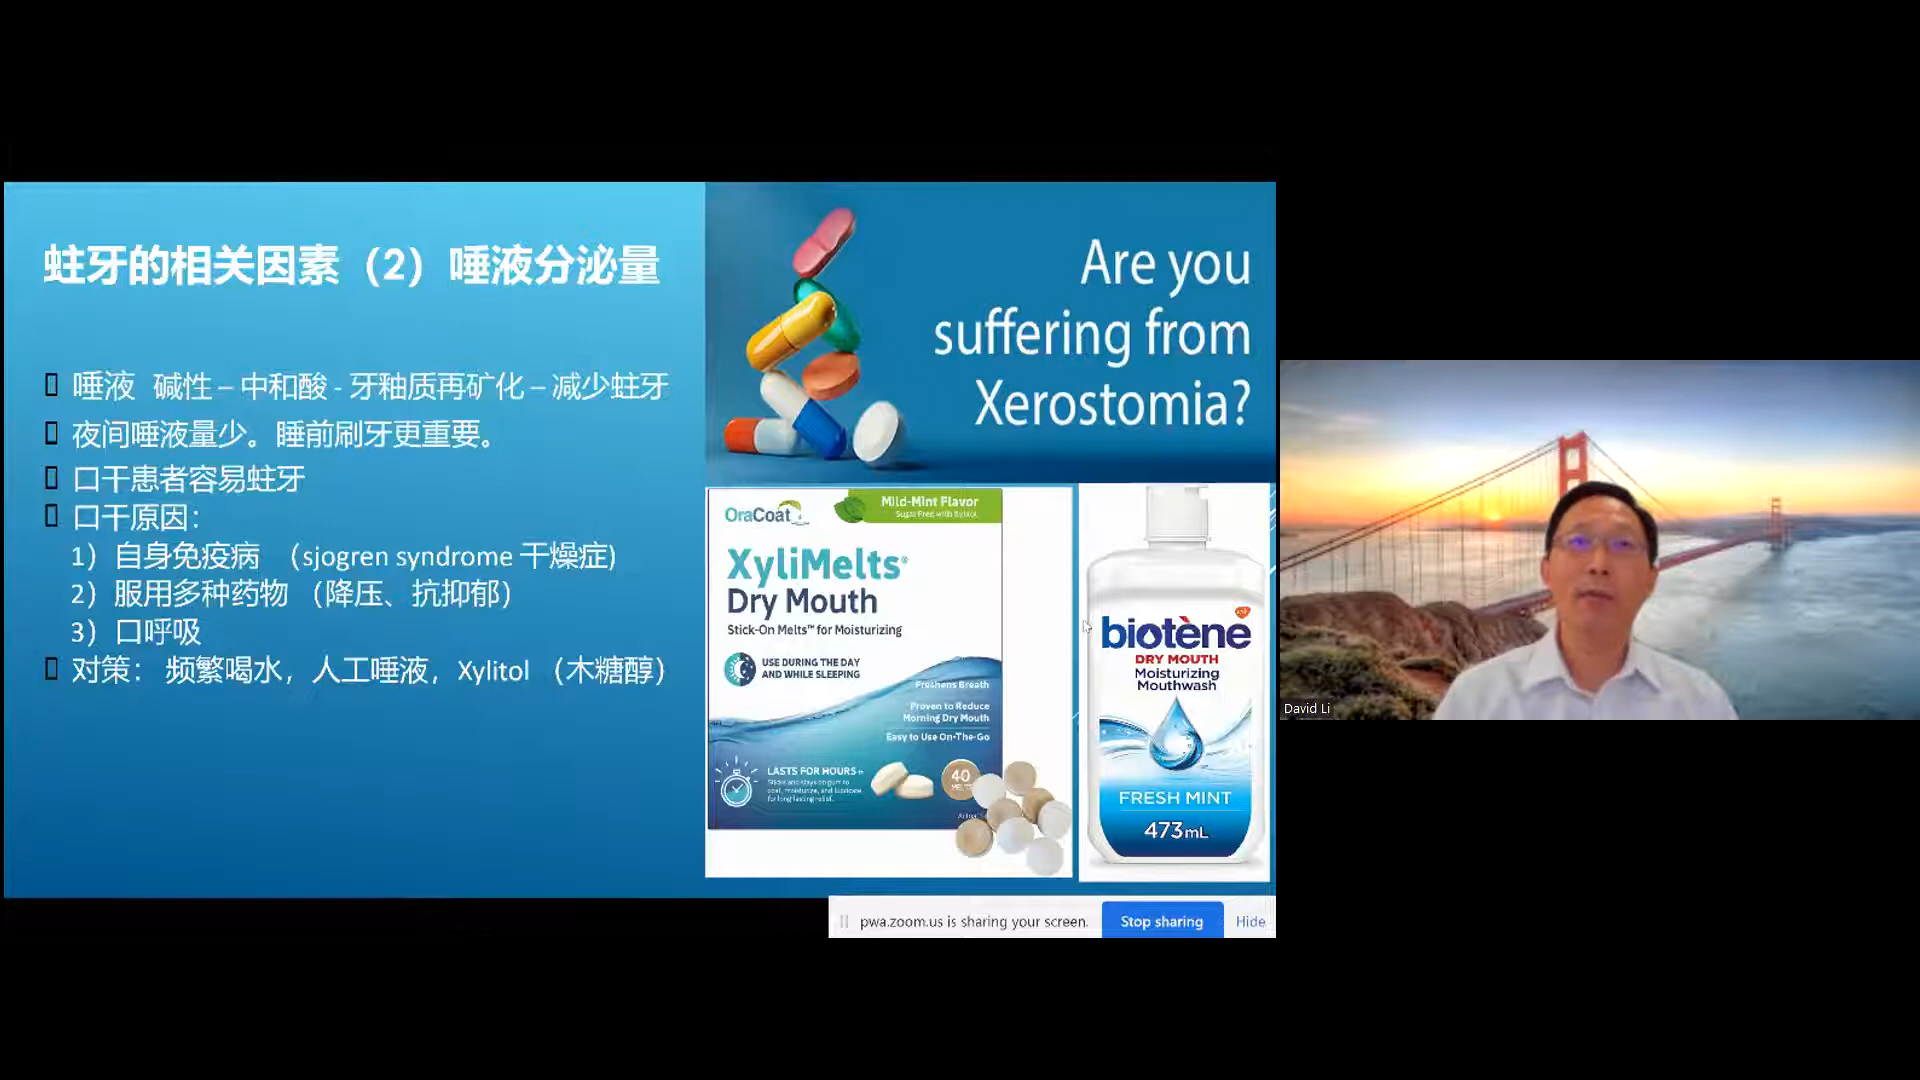 蛀牙的相关因素（2）唾液分泌量
唾液 碱性 – 中和酸 - 牙釉质再矿化 – 减少蛀牙
夜间唾液量少。睡前刷牙更重要。
口干患者容易蛀牙
口干原因：
1）自身免疫病 （sjogren syndrome 干燥症)
2）服用多种药物 （降压、抗抑郁）
3）口呼吸
对策： 频繁喝水，人工唾液，Xylitol （木糖醇）
Are you
suffering from
Xerostomia?
OraCoat
Mild-Mint Flavor
Sugar Free with Xylitol
XyliMelts®
Dry Mouth
Stick-On Melts™ for Moisturizing
USE DURING THE DAY
AND WHILE SLEEPING
Freshens Breath
Proven to Reduce
Morning Dry Mouth
Easy to Use On-The-Go
LASTS FOR HOURS
40
biotène
DRY MOUTH
Moisturizing
Mouthwash
FRESH MINT
473mL
David Li
pwa.zoom.us is sharing your screen.
Stop sharing
Hide